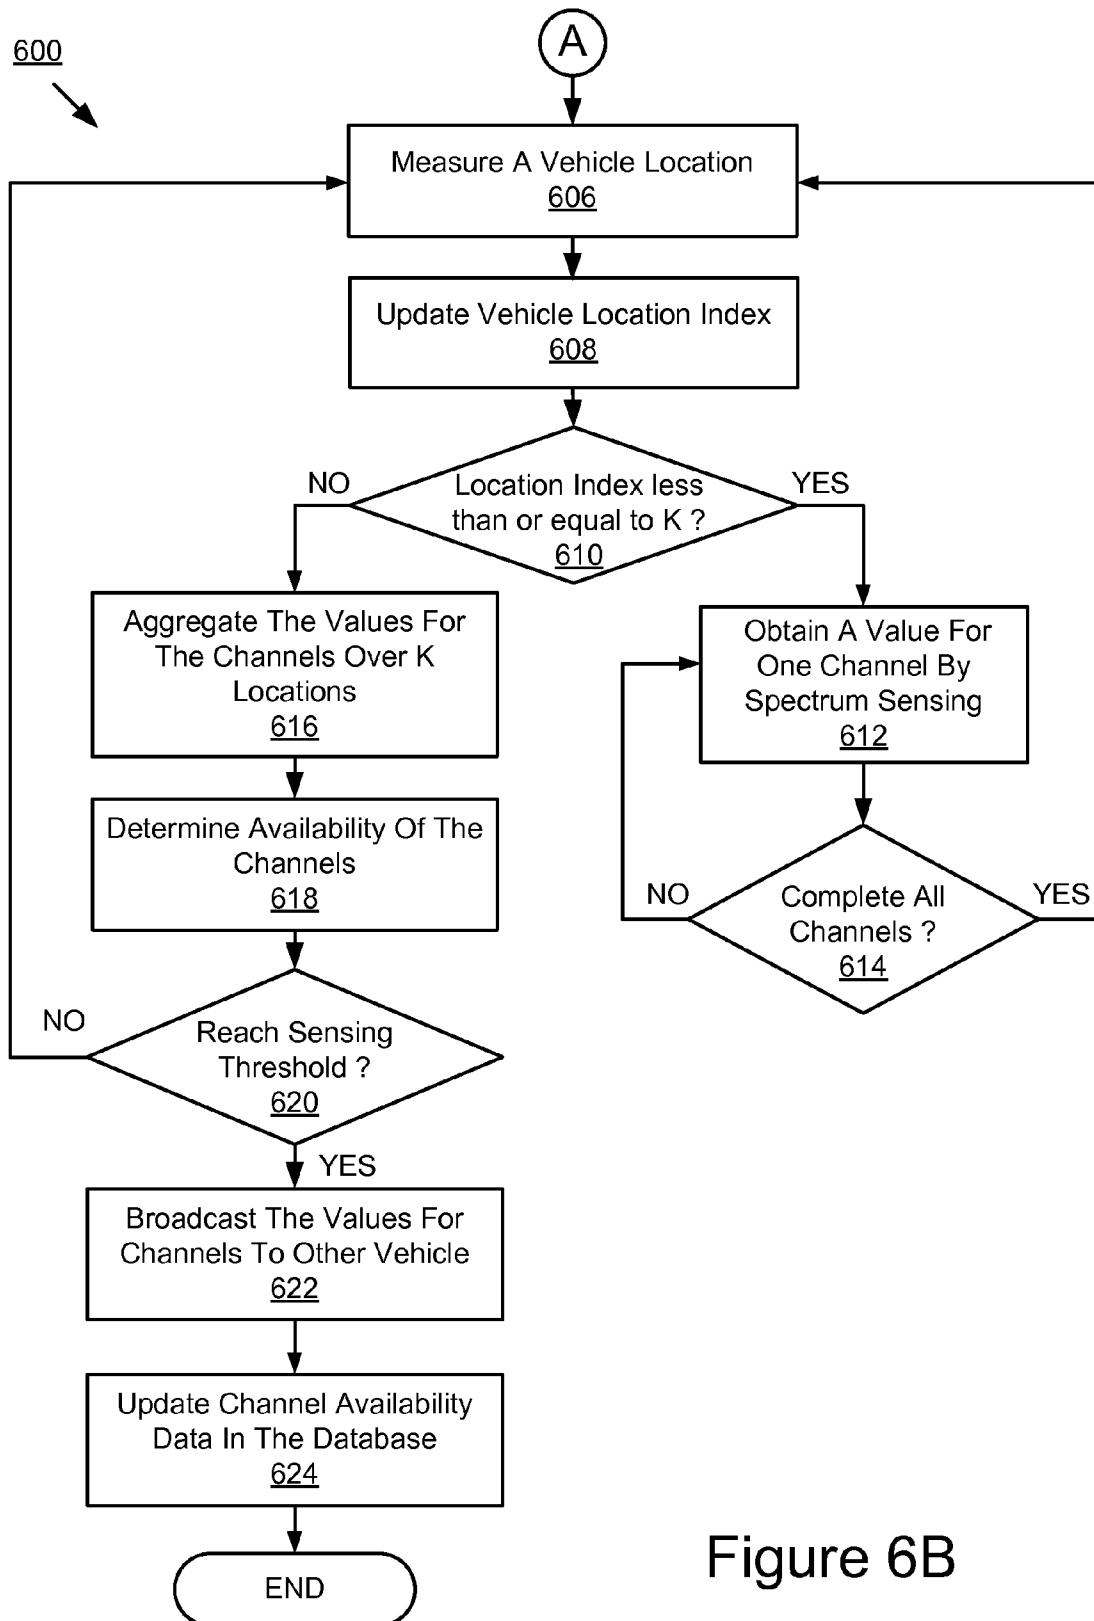 600
A
Measure A Vehicle Location
606
Update Vehicle Location Index
608
NO
YES
Location Index less
than or equal to K ?
610
Aggregate The Values For
The Channels Over K
Locations
616
Obtain A Value For
One Channel By
Spectrum Sensing
612
Determine Availability Of The
Channels
618
NO
YES
Complete All
Channels ?
614
NO
Reach Sensing
Threshold ?
620
YES
Broadcast The Values For
Channels To Other Vehicle
622
Update Channel Availability
Data In The Database
624
END
Figure 6B